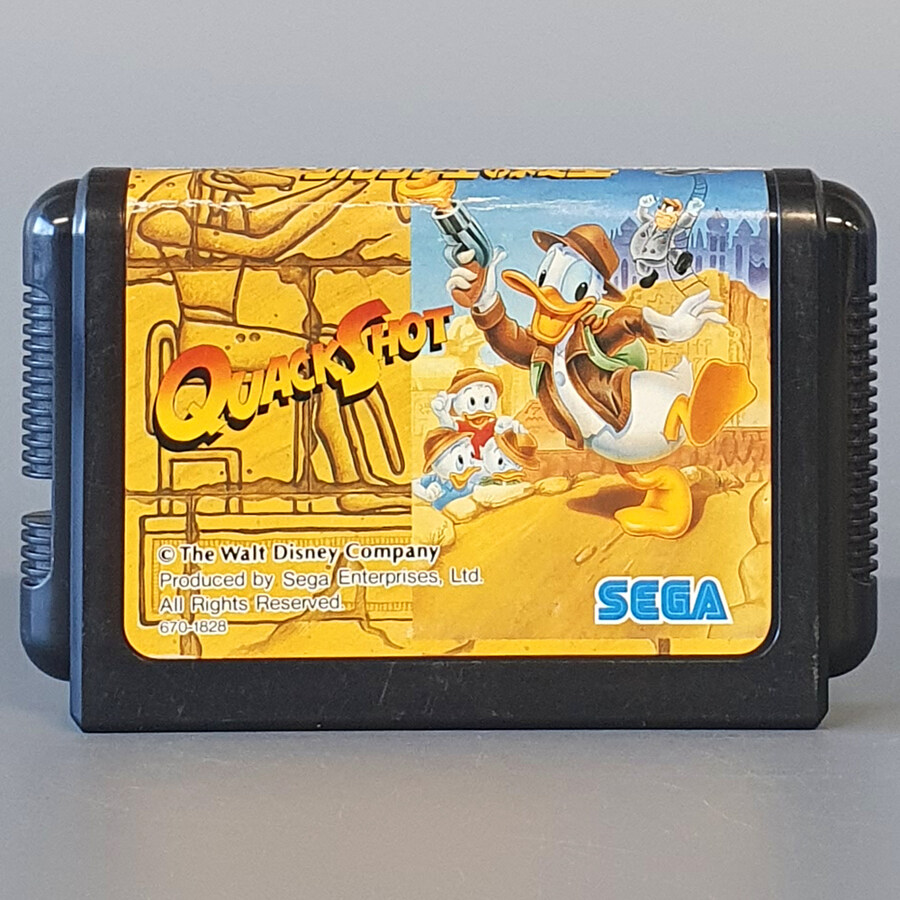 QUACKSHOT
© The Walt Disney Company
Produced by Sega Enterprises, Ltd.
All Rights Reserved.
670-1828
SEGA